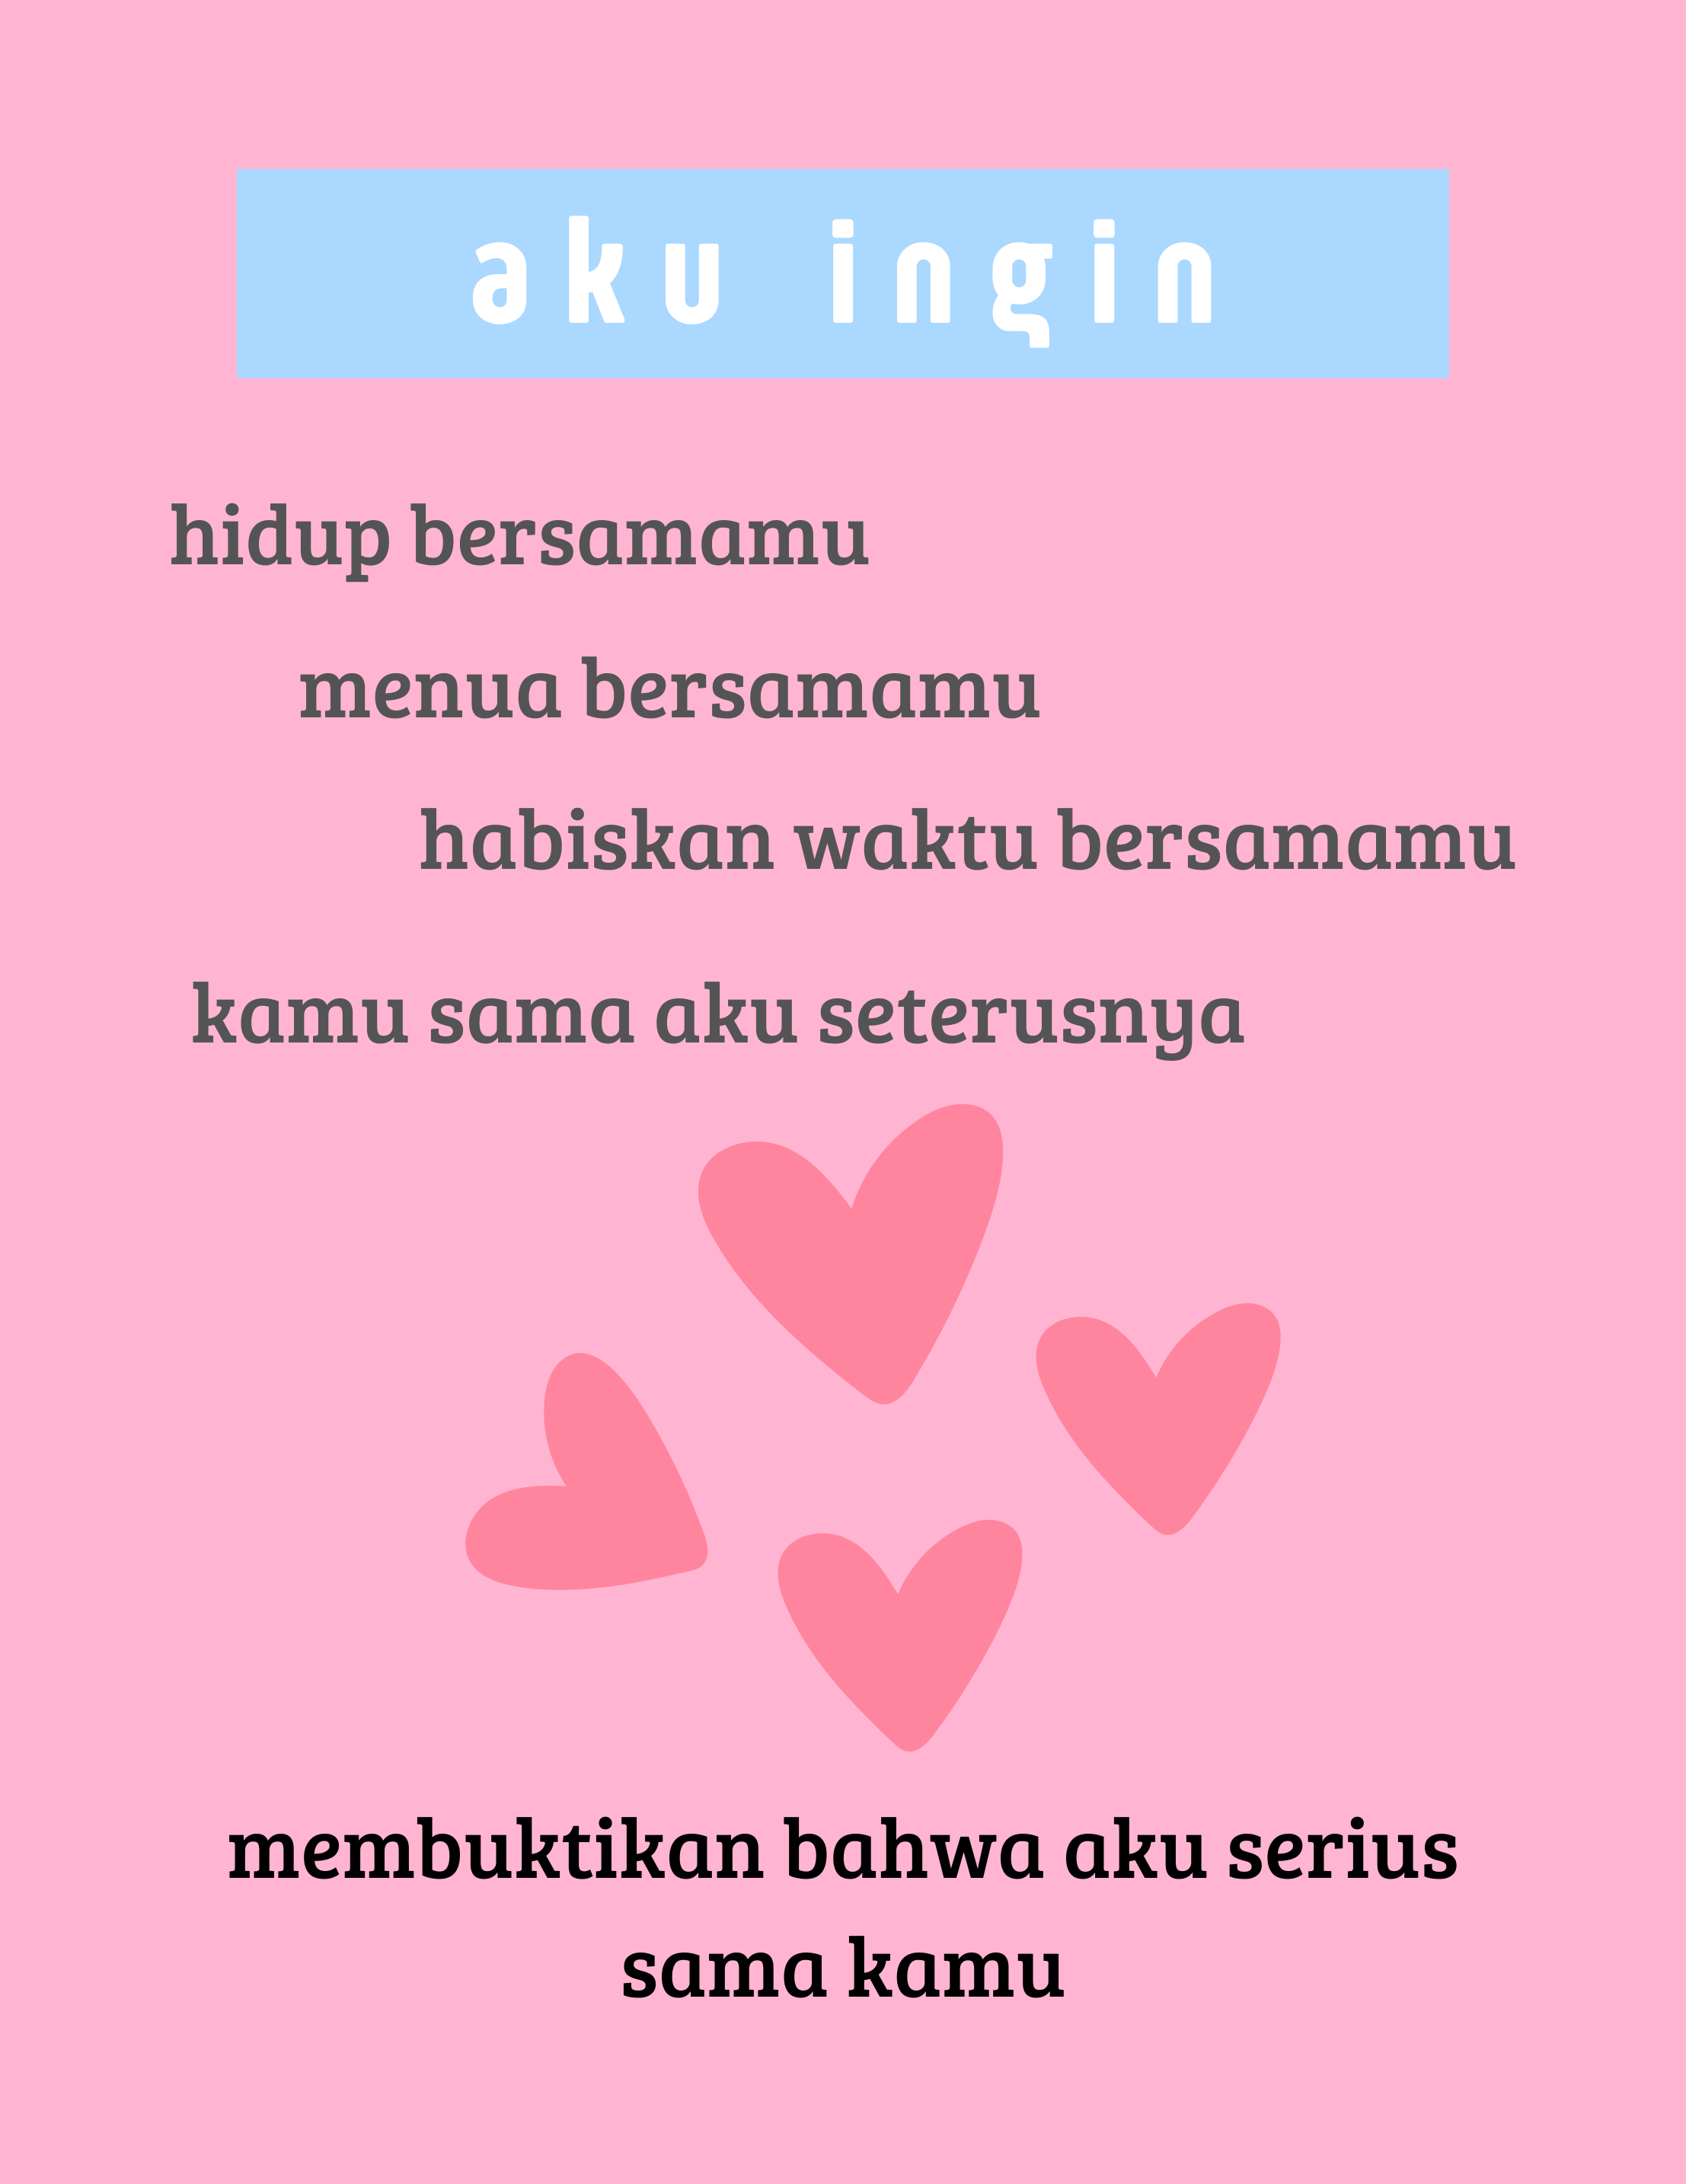 aku ingin
hidup bersamamu
menua bersamamu
habiskan waktu bersamamu
kamu sama aku seterusnya
membuktikan bahwa aku serius
sama kamu